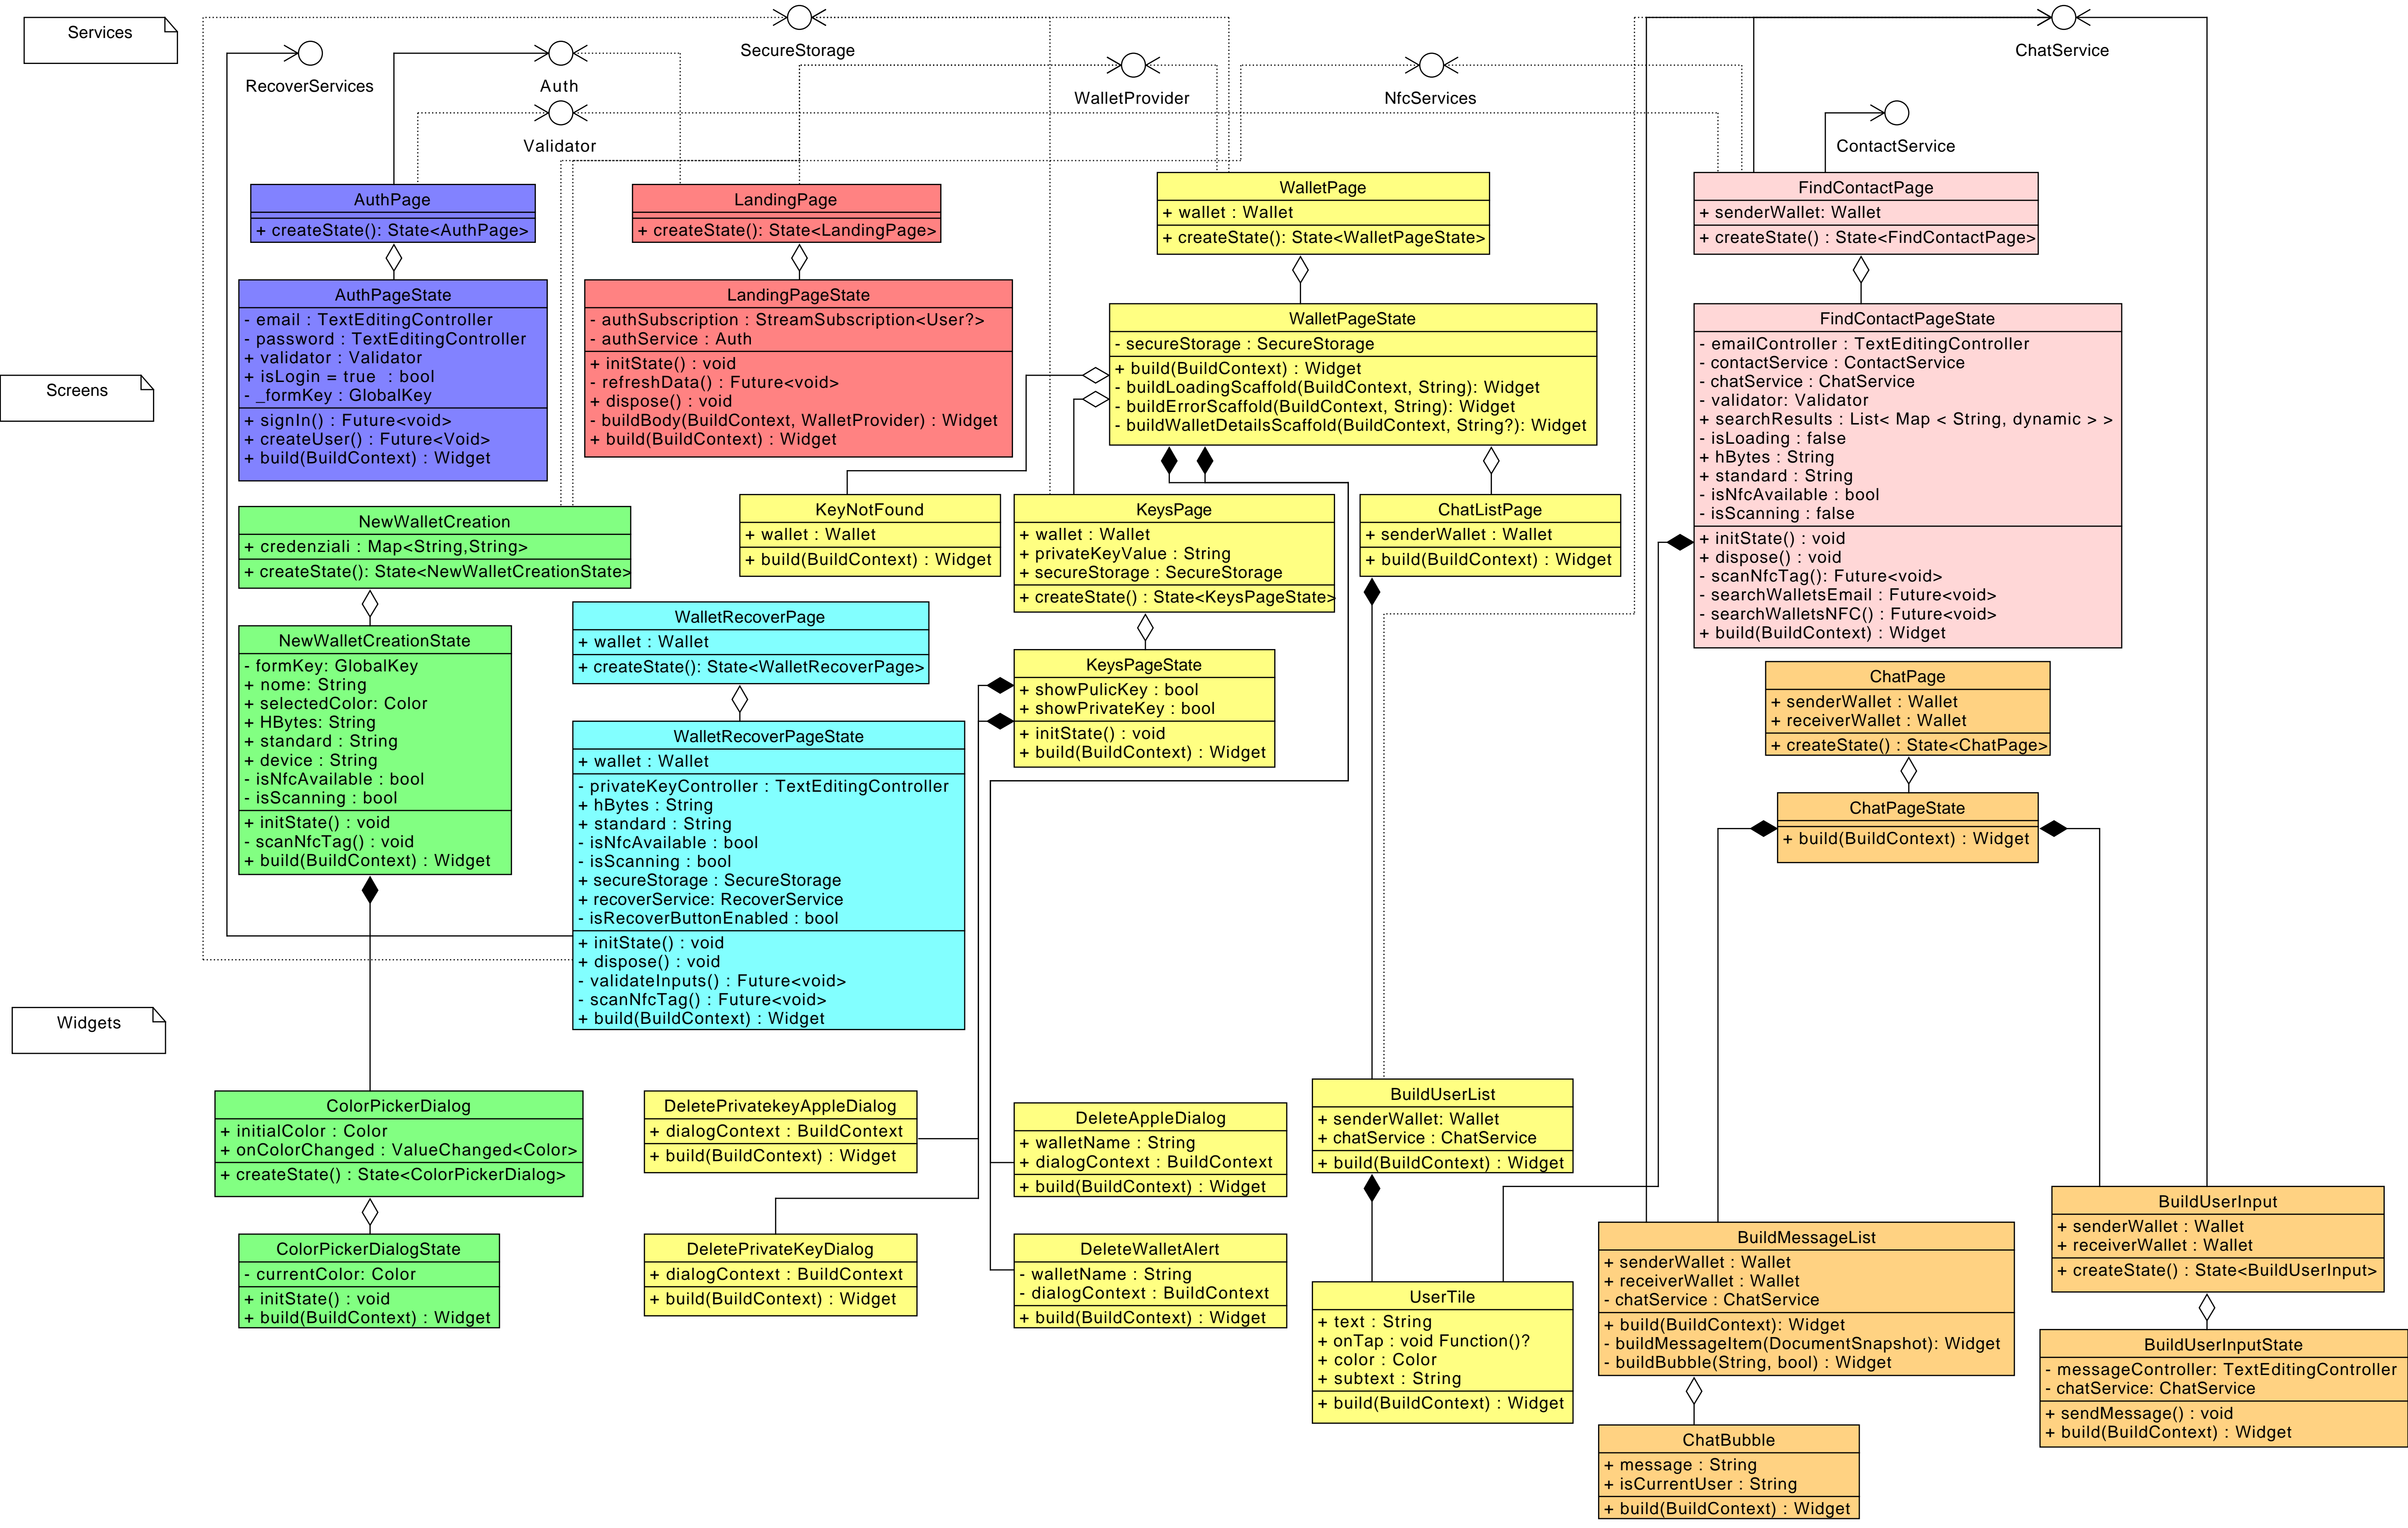 Services
SecureStorage
ChatService
RecoverServices
Auth
WalletProvider
NfcServices
Validator
ContactService
AuthPage
+ createState(): State<AuthPage>
LandingPage
+ createState(): State<LandingPage>
WalletPage
+ wallet : Wallet
+ createState(): State<WalletPageState>
FindContactPage
+ senderWallet: Wallet
+ createState() : State<FindContactPage>
AuthPageState
- email : TextEditingController
- password : TextEditingController
+ validator : Validator
+ isLogin = true  : bool
- _formKey : GlobalKey
+ signIn() : Future<void>
+ createUser() : Future<Void>
+ build(BuildContext) : Widget
LandingPageState
- authSubscription : StreamSubscription<User?>
- authService : Auth
+ initState() : void
- refreshData() : Future<void>
+ dispose() : void
- buildBody(BuildContext, WalletProvider) : Widget
+ build(BuildContext) : Widget
WalletPageState
- secureStorage : SecureStorage
+ build(BuildContext) : Widget
- buildLoadingScaffold(BuildContext, String): Widget
- buildErrorScaffold(BuildContext, String): Widget
- buildWalletDetailsScaffold(BuildContext, String?): Widget
FindContactPageState
- emailController : TextEditingController
- contactService : ContactService
- chatService : ChatService
- validator: Validator
+ searchResults : List< Map < String, dynamic > >
- isLoading : false
+ hBytes : String
+ standard : String
- isNfcAvailable : bool
- isScanning : false
+ initState() : void
+ dispose() : void
- scanNfcTag(): Future<void>
- searchWalletsEmail : Future<void>
- searchWalletsNFC() : Future<void>
+ build(BuildContext) : Widget
Screens
NewWalletCreation
+ credenziali : Map<String,String>
+ createState(): State<NewWalletCreationState>
KeyNotFound
+ wallet : Wallet
+ build(BuildContext) : Widget
KeysPage
+ wallet : Wallet
+ privateKeyValue : String
+ secureStorage : SecureStorage
+ createState() : State<KeysPageState>
ChatListPage
+ senderWallet : Wallet
+ build(BuildContext) : Widget
NewWalletCreationState
- formKey: GlobalKey
+ nome: String
+ selectedColor: Color
+ HBytes: String
+ standard : String
+ device : String
- isNfcAvailable : bool
- isScanning : bool
+ initState() : void
- scanNfcTag() : void
+ build(BuildContext) : Widget
WalletRecoverPage
+ wallet : Wallet
+ createState(): State<WalletRecoverPage>
KeysPageState
+ showPulicKey : bool
+ showPrivateKey : bool
+ initState() : void
+ build(BuildContext) : Widget
ChatPage
+ senderWallet : Wallet
+ receiverWallet : Wallet
+ createState() : State<ChatPage>
WalletRecoverPageState
+ wallet : Wallet
- privateKeyController : TextEditingController
+ hBytes : String
+ standard : String
- isNfcAvailable : bool
- isScanning : bool
+ secureStorage : SecureStorage
+ recoverService: RecoverService
- isRecoverButtonEnabled : bool
+ initState() : void
+ dispose() : void
- validateInputs() : Future<void>
- scanNfcTag() : Future<void>
+ build(BuildContext) : Widget
ChatPageState
+ build(BuildContext) : Widget
Widgets
ColorPickerDialog
+ initialColor : Color
+ onColorChanged : ValueChanged<Color>
+ createState() : State<ColorPickerDialog>
DeletePrivatekeyAppleDialog
+ dialogContext : BuildContext
+ build(BuildContext) : Widget
DeleteAppleDialog
+ walletName : String
+ dialogContext : BuildContext
+ build(BuildContext) : Widget
BuildUserList
+ senderWallet: Wallet
+ chatService : ChatService
+ build(BuildContext) : Widget
ColorPickerDialogState
- currentColor: Color
+ initState() : void
+ build(BuildContext) : Widget
DeletePrivateKeyDialog
+ dialogContext : BuildContext
+ build(BuildContext) : Widget
DeleteWalletAlert
- walletName : String
- dialogContext : BuildContext
+ build(BuildContext) : Widget
UserTile
+ text : String
+ onTap : void Function()?
+ color : Color
+ subtext : String
+ build(BuildContext) : Widget
BuildMessageList
+ senderWallet : Wallet
+ receiverWallet : Wallet
- chatService : ChatService
+ build(BuildContext): Widget
- buildMessageItem(DocumentSnapshot): Widget
- buildBubble(String, bool) : Widget
BuildUserInput
+ senderWallet : Wallet
+ receiverWallet : Wallet
+ createState() : State<BuildUserInput>
BuildUserInputState
- messageController: TextEditingController
- chatService: ChatService
+ sendMessage() : void
+ build(BuildContext) : Widget
ChatBubble
+ message : String
+ isCurrentUser : String
+ build(BuildContext) : Widget